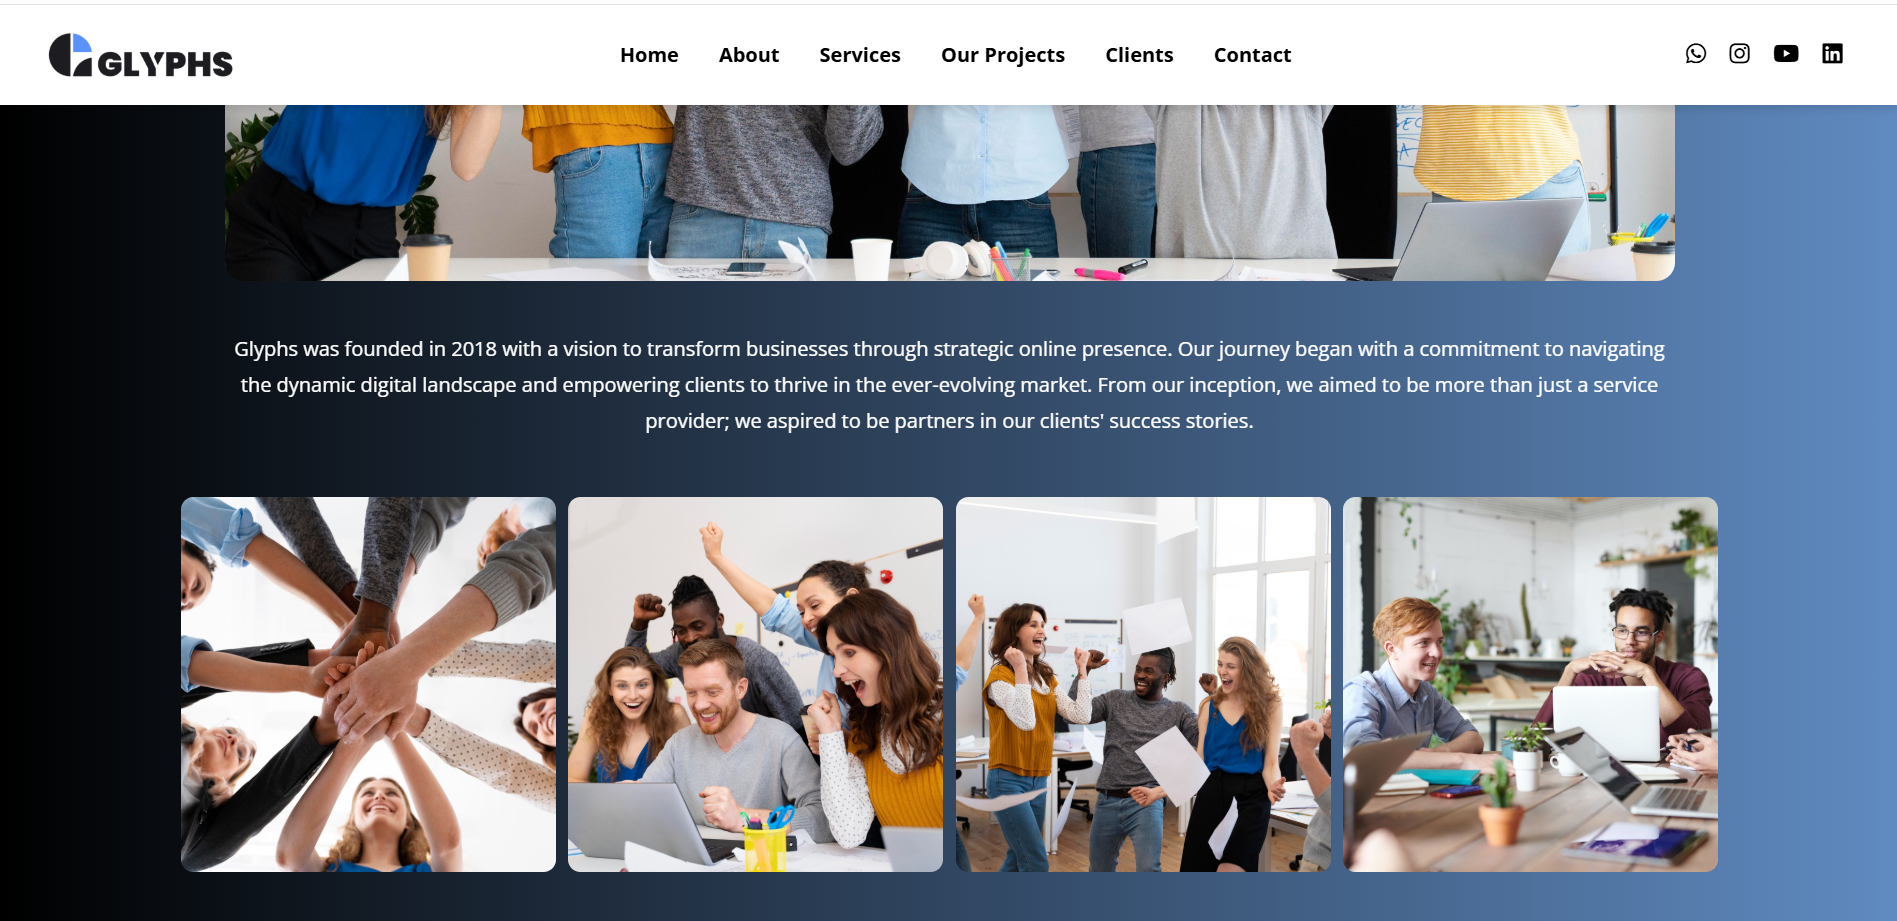 GLYPHS
Home About Services Our Projects Clients Contact
Glyphs was founded in 2018 with a vision to transform businesses through strategic online presence. Our journey began with a commitment to navigating
the dynamic digital landscape and empowering clients to thrive in the ever-evolving market. From our inception, we aimed to be more than just a service
provider; we aspired to be partners in our clients' success stories.